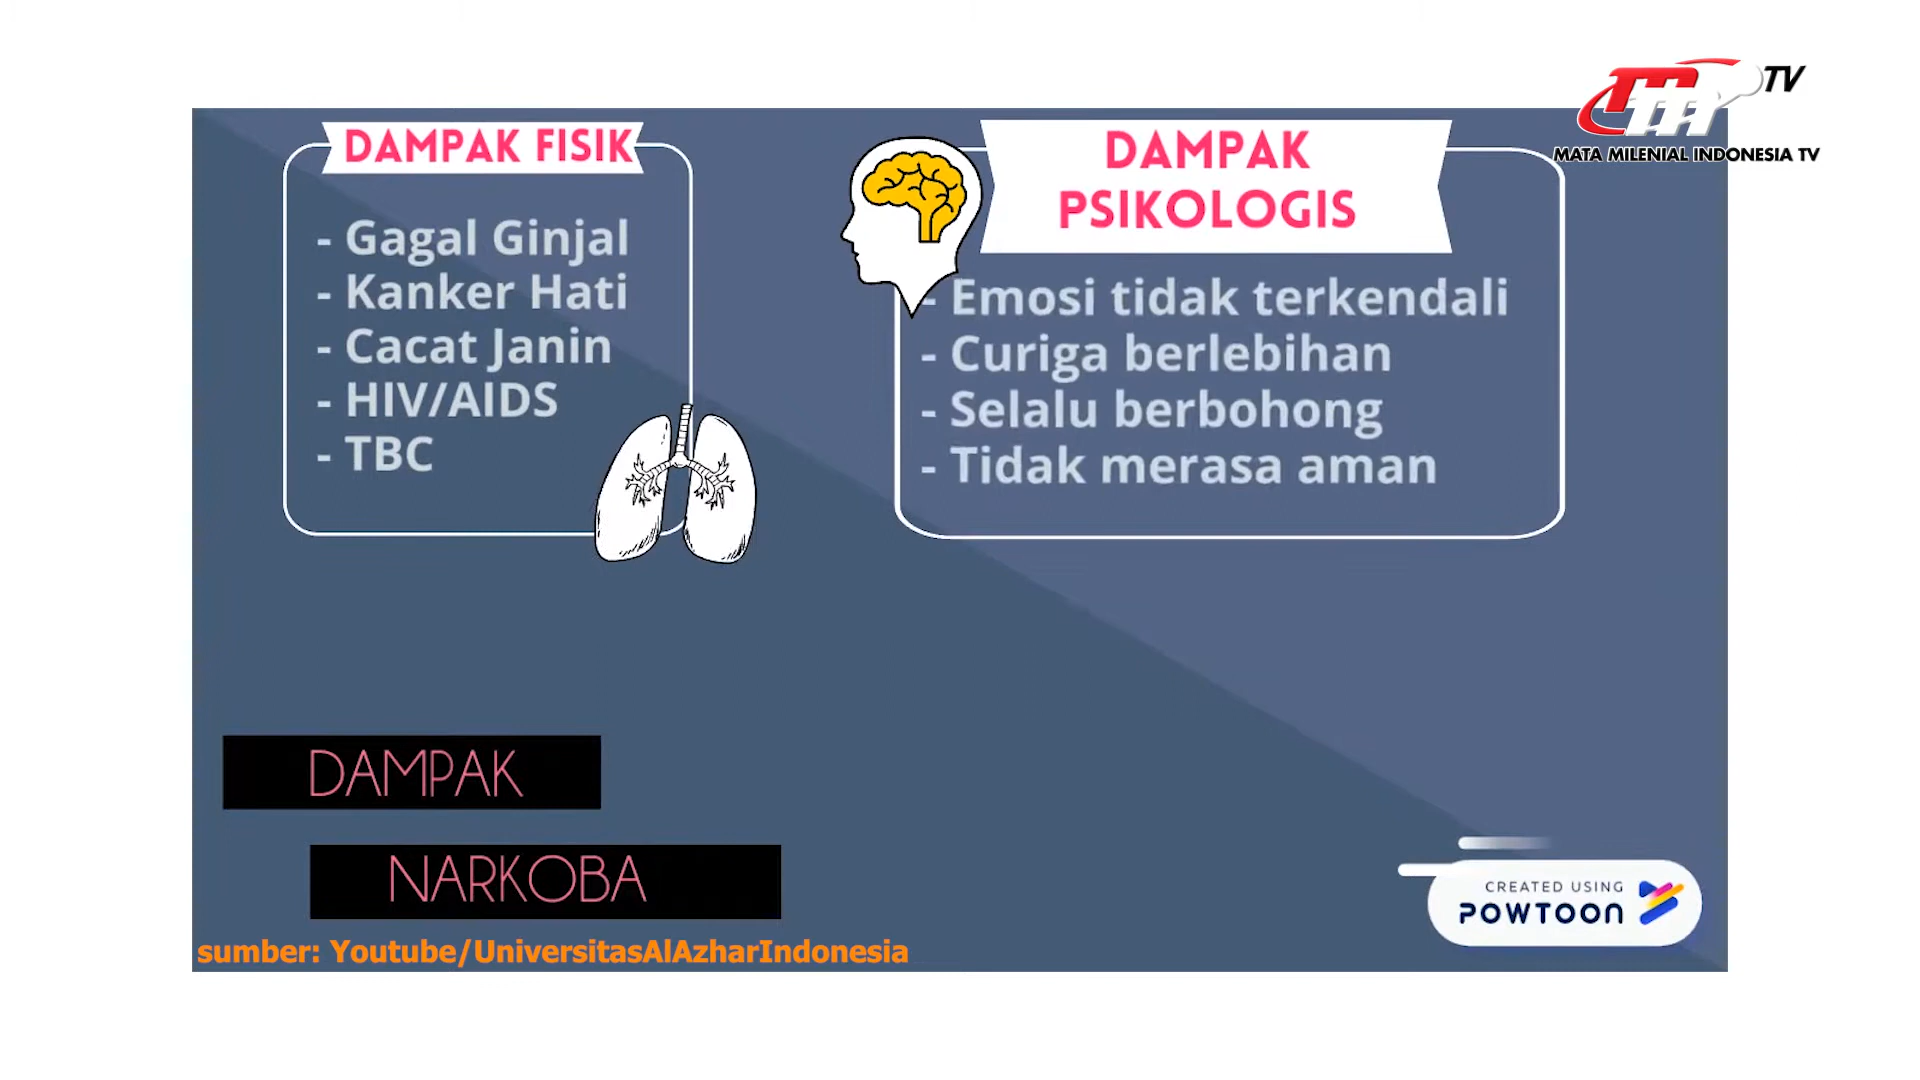 DAMPAK FISIK
- Gagal Ginjal
- Kanker Hati
- Cacat Janin
- HIV/AIDS
- TBC
DAMPAK
PSIKOLOGIS
- Emosi tidak terkendali
- Curiga berlebihan
- Selalu berbohong
- Tidak merasa aman
TV
MATA MILENIAL INDONESIA TV
DAMPAK
NARKOBA
sumber: Youtube/UniversitasAlAzharIndonesia
CREATED USING
POWTOON